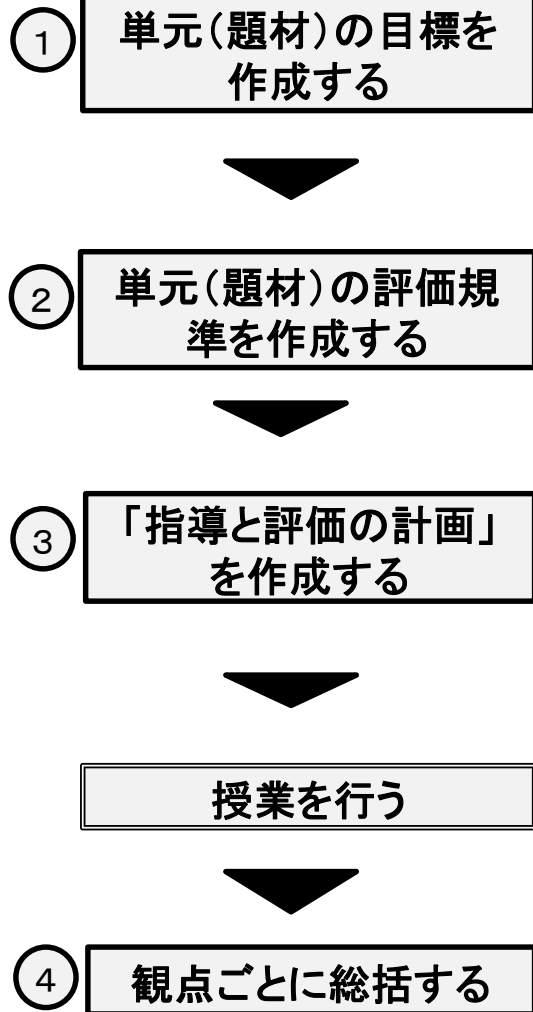 ① 単元(題材)の目標を
作成する
② 単元(題材)の評価規
準を作成する
③ 「指導と評価の計画」
を作成する
授業を行う
④ 観点ごとに総括する